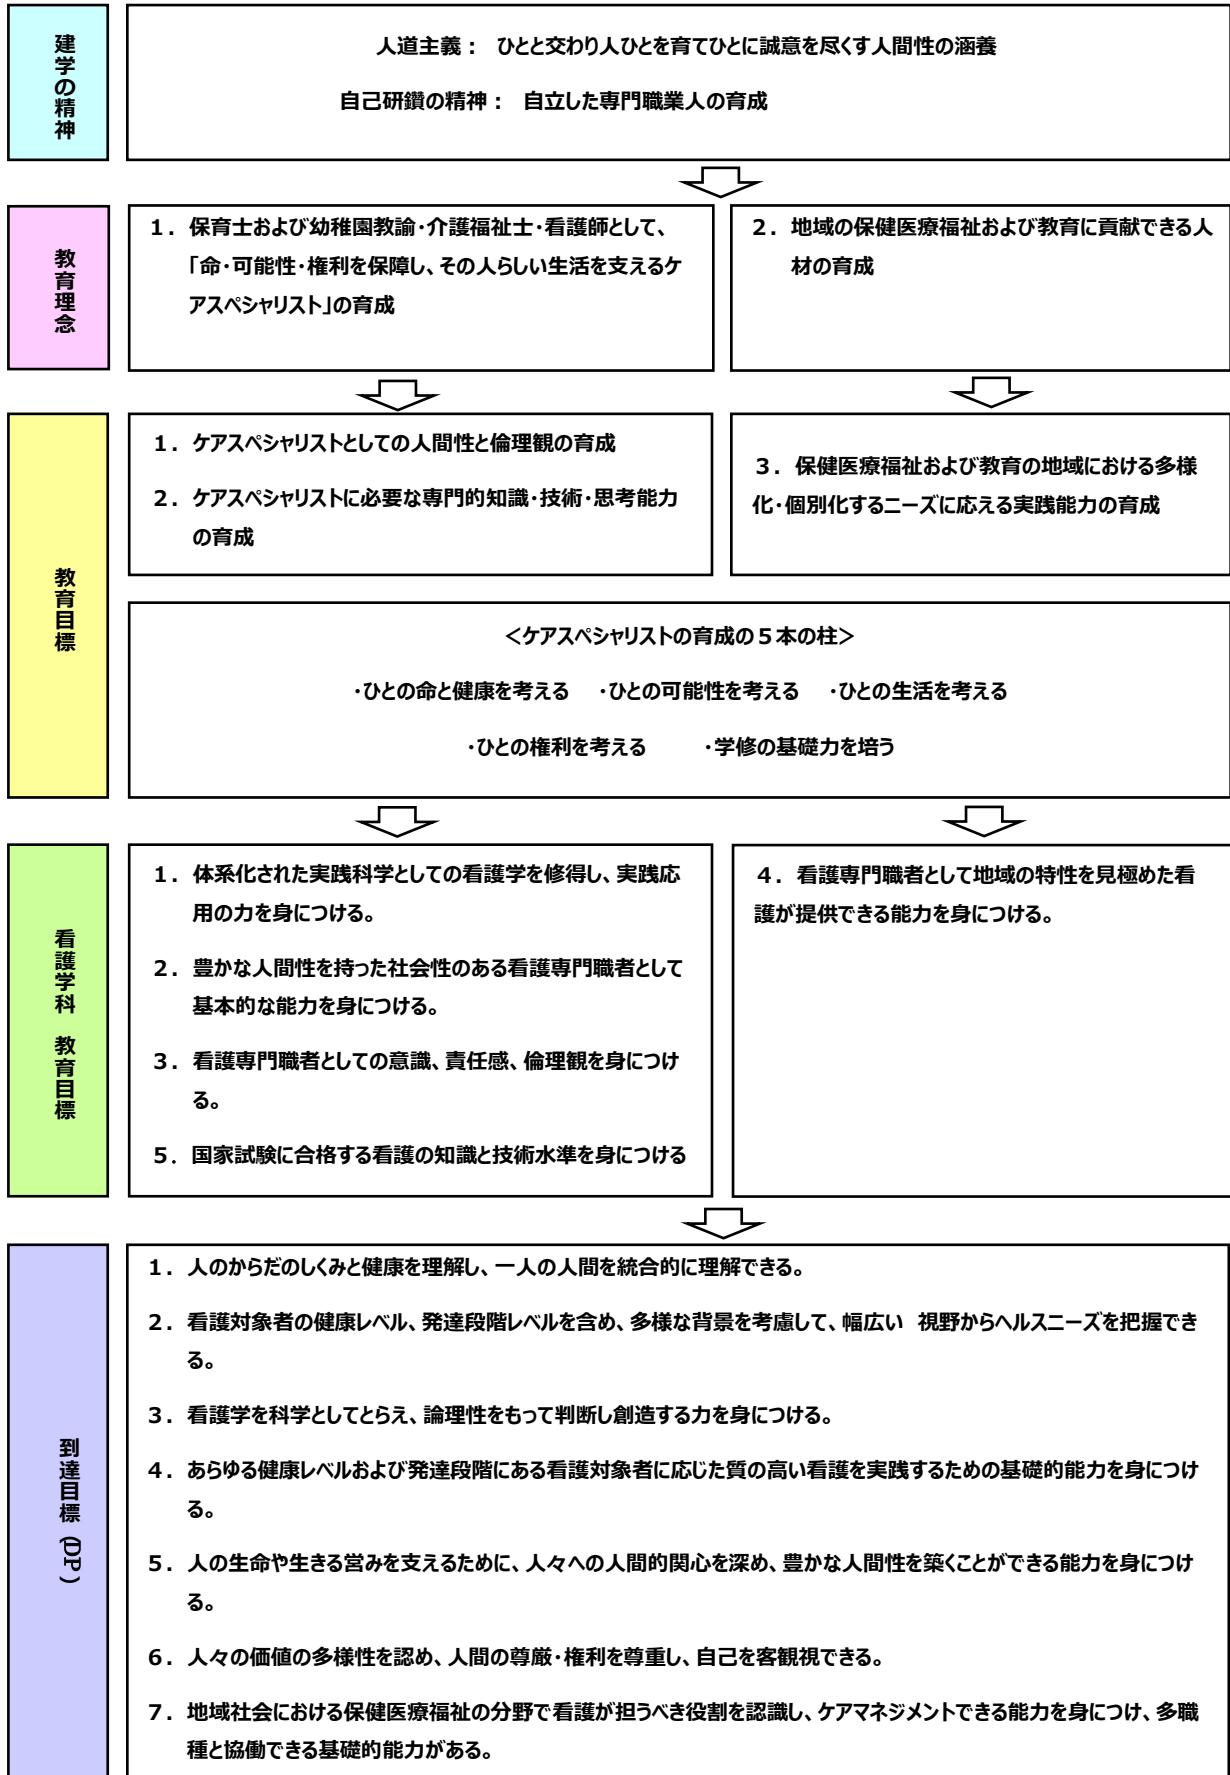 建学の精神
人道主義： ひとと交わり人ひとを育てひとに誠意を尽くす人間性の涵養
自己研鑽の精神： 自立した専門職業人の育成
教育理念
１．保育士および幼稚園教諭・介護福祉士・看護師として、
「命・可能性・権利を保障し、その人らしい生活を支えるケ
アスペシャリスト」の育成
２．地域の保健医療福祉および教育に貢献できる人
材の育成
教育目標
１．ケアスペシャリストとしての人間性と倫理観の育成
２．ケアスペシャリストに必要な専門的知識・技術・思考能力
の育成
３．保健医療福祉および教育の地域における多様
化・個別化するニーズに応える実践能力の育成
＜ケアスペシャリストの育成の５本の柱＞
・ひとの命と健康を考える ・ひとの可能性を考える ・ひとの生活を考える
・ひとの権利を考える ・学修の基礎力を培う
看護学科 教育目標
１．体系化された実践科学としての看護学を修得し、実践応
用の力を身につける。
２．豊かな人間性を持った社会性のある看護専門職者として
基本的な能力を身につける。
３．看護専門職者としての意識、責任感、倫理観を身につけ
る。
５．国家試験に合格する看護の知識と技術水準を身につける
４．看護専門職者として地域の特性を見極めた看
護が提供できる能力を身につける。
到達目標（DP）
１．人のからだのしくみと健康を理解し、一人の人間を統合的に理解できる。
２．看護対象者の健康レベル、発達段階レベルを含め、多様な背景を考慮して、幅広い 視野からヘルスニーズを把握でき
る。
３．看護学を科学としてとらえ、論理性をもって判断し創造する力を身につける。
４．あらゆる健康レベルおよび発達段階にある看護対象者に応じた質の高い看護を実践するための基礎的能力を身につけ
る。
５．人の生命や生きる営みを支えるために、人々への人間的関心を深め、豊かな人間性を築くことができる能力を身につけ
る。
６．人々の価値の多様性を認め、人間の尊厳・権利を尊重し、自己を客観視できる。
７．地域社会における保健医療福祉の分野で看護が担うべき役割を認識し、ケアマネジメントできる能力を身につけ、多職
種と協働できる基礎的能力がある。